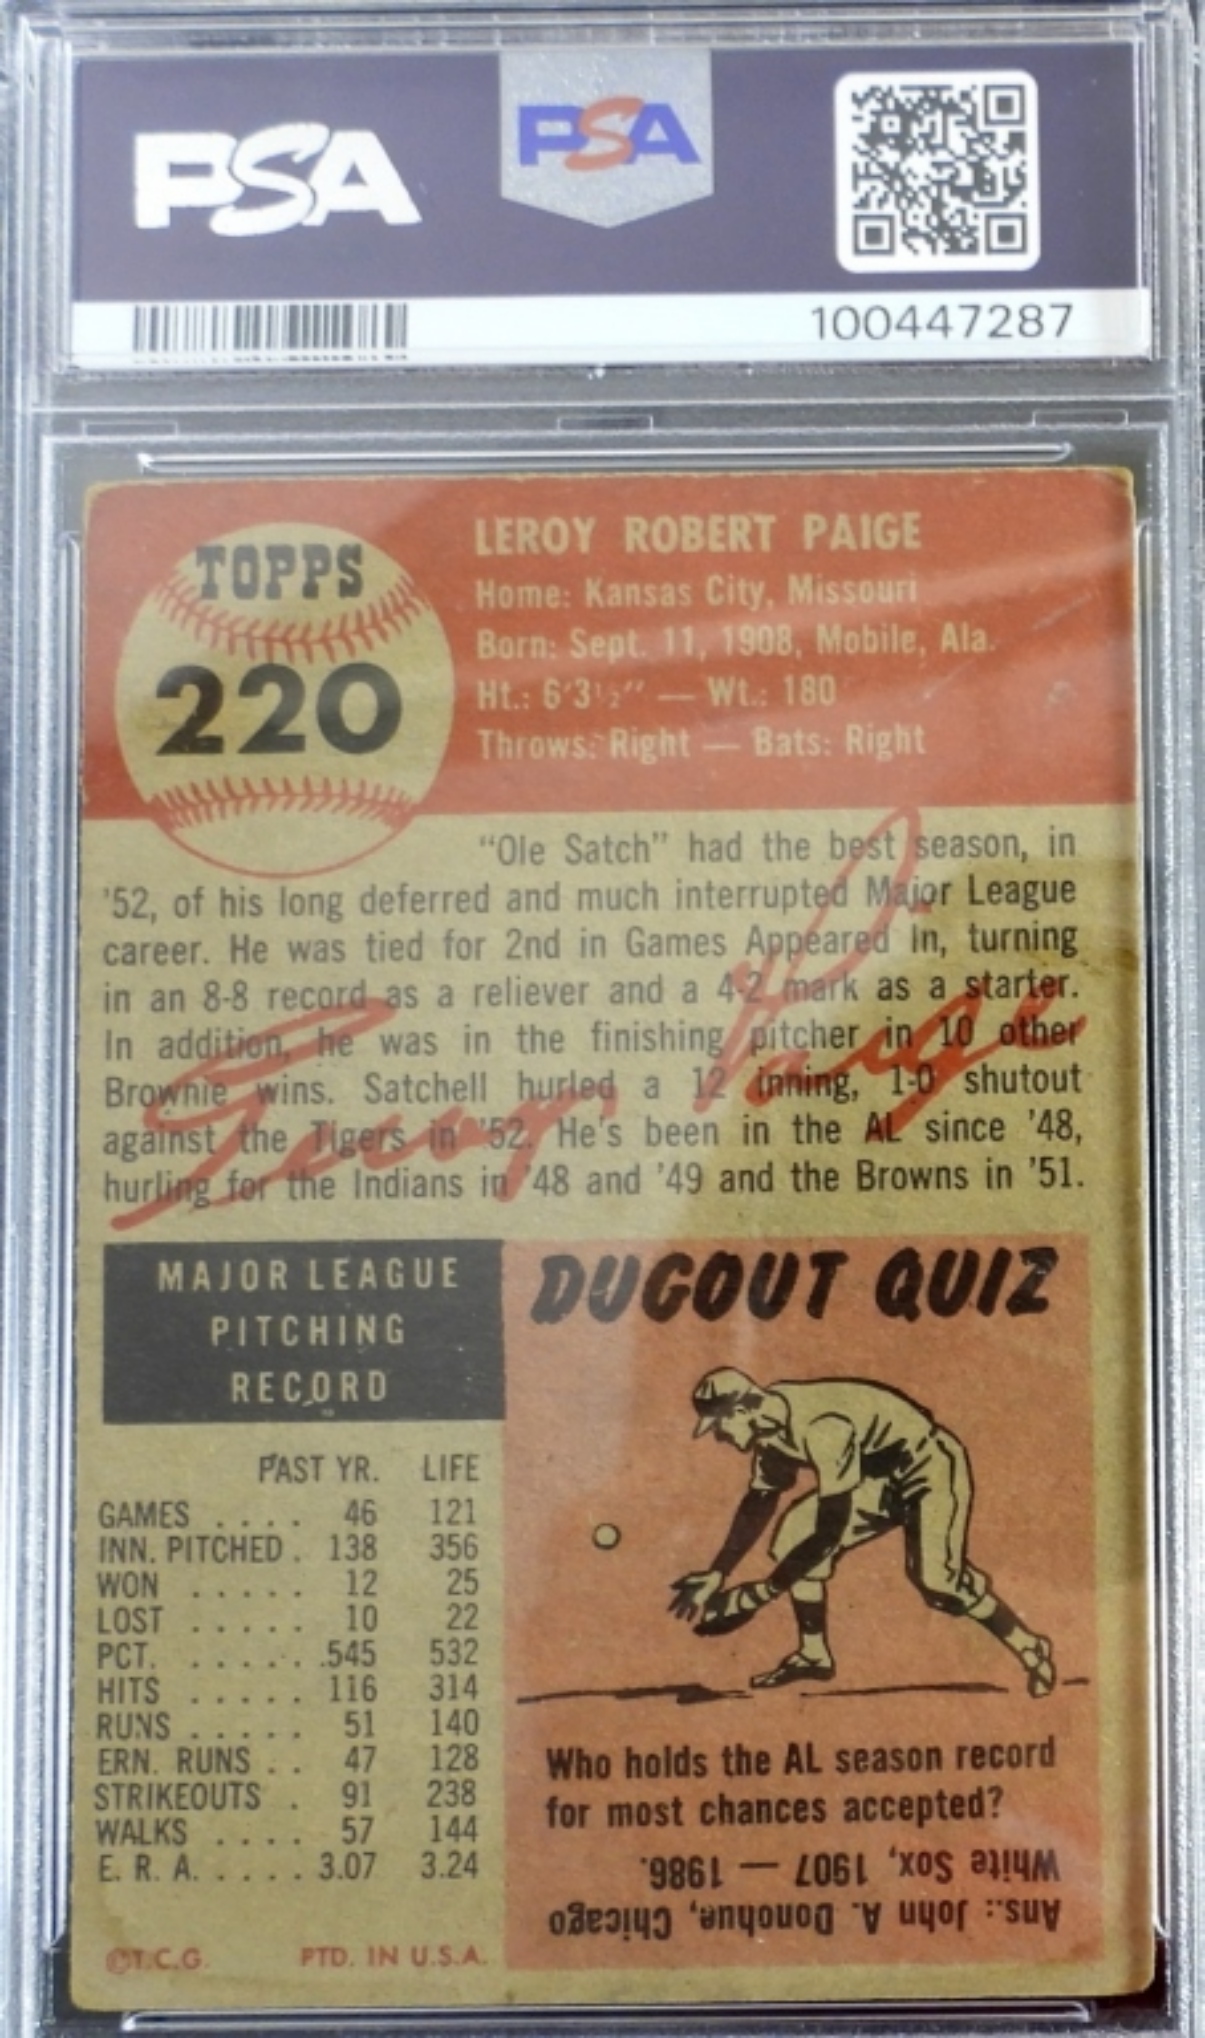 PSA
PSA
100447287
TOPPS
220
LEROY ROBERT PAIGE
Home: Kansas City, Missouri
Born: Sept. 11, 1908, Mobile, Ala.
Ht.: 6'3½" — Wt.: 180
Throws: Right — Bats: Right
"Ole Satch" had the best season, in
'52, of his long deferred and much interrupted Major League
career. He was tied for 2nd in Games Appeared In, turning
in an 8-8 record as a reliever and a 4-2 mark as a starter.
In addition, he was in the finishing pitcher in 10 other
Brownie wins. Satchell hurled a 12 inning, 1-0 shutout
against the Tigers in '52. He's been in the AL since '48,
hurling for the Indians in '48 and '49 and the Browns in '51.
Paige
MAJOR LEAGUE
PITCHING
RECORD
PAST YR. LIFE
GAMES . . . . 46 121
INN. PITCHED . 138 356
WON . . . . . 12 25
LOST . . . . . 10 22
PCT. . . . . . .545 532
HITS . . . . . 116 314
RUNS . . . . . 51 140
ERN. RUNS . . 47 128
STRIKEOUTS . 91 238
WALKS . . . . 57 144
E. R. A. . . . . 3.07 3.24
©T.C.G. PTD. IN U.S.A.
DUGOUT QUIZ
Who holds the AL season record
for most chances accepted?
Ans.: John A. Donohue, Chicago
White Sox, 1907 — 1986.